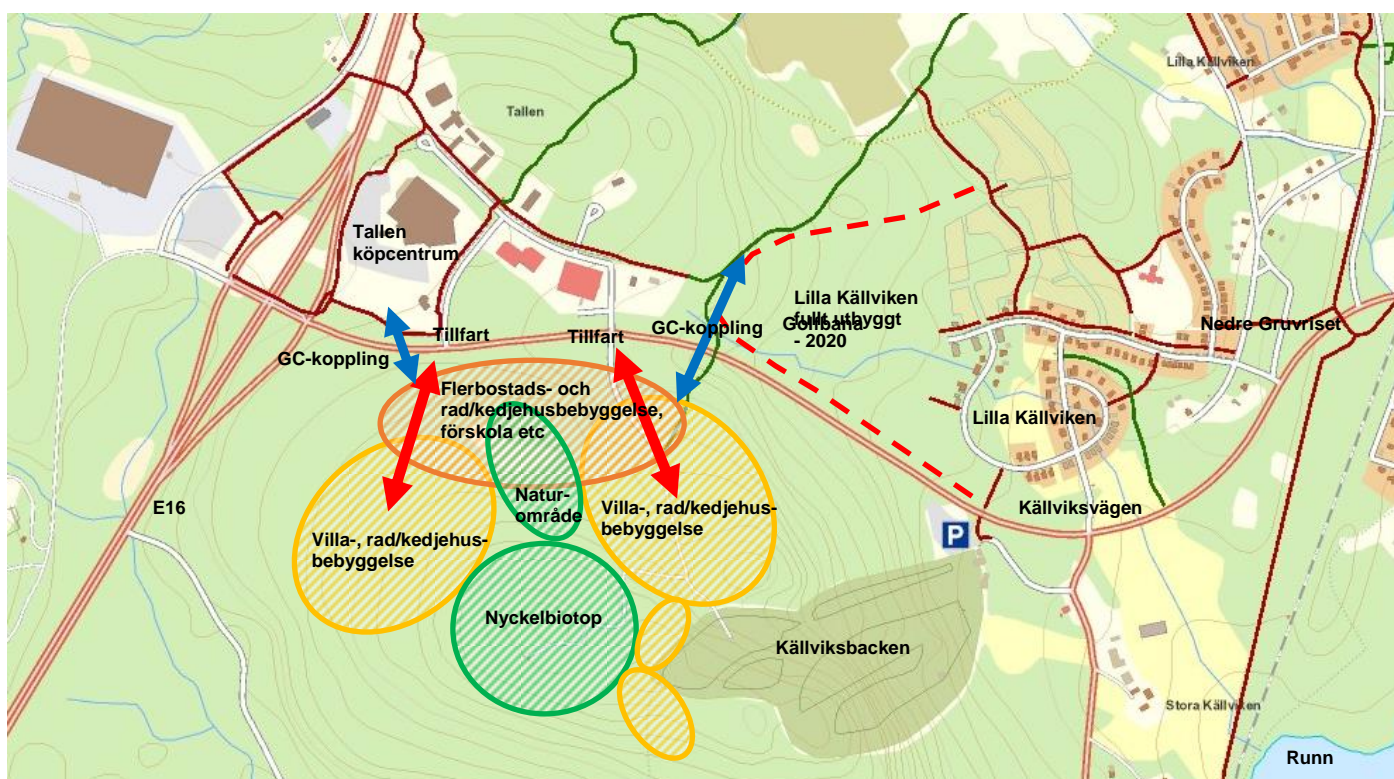 Lilla Källviken
Tallen
Tallen
köpcentrum
Lilla Källviken
fullt utbyggt
Golfbana
- 2020
Nedre Gruvriset
Tillfart
Tillfart
GC-koppling
GC-koppling
Flerbostads- och
rad/kedjehusbebyggelse,
förskola etc
Lilla Källviken
E16
Natur-
område
Villa-, rad/kedjehus-
bebyggelse
Källviksvägen
Villa-, rad/kedjehus-
bebyggelse
P
Nyckelbiotop
Källviksbacken
Stora Källviken
Runn